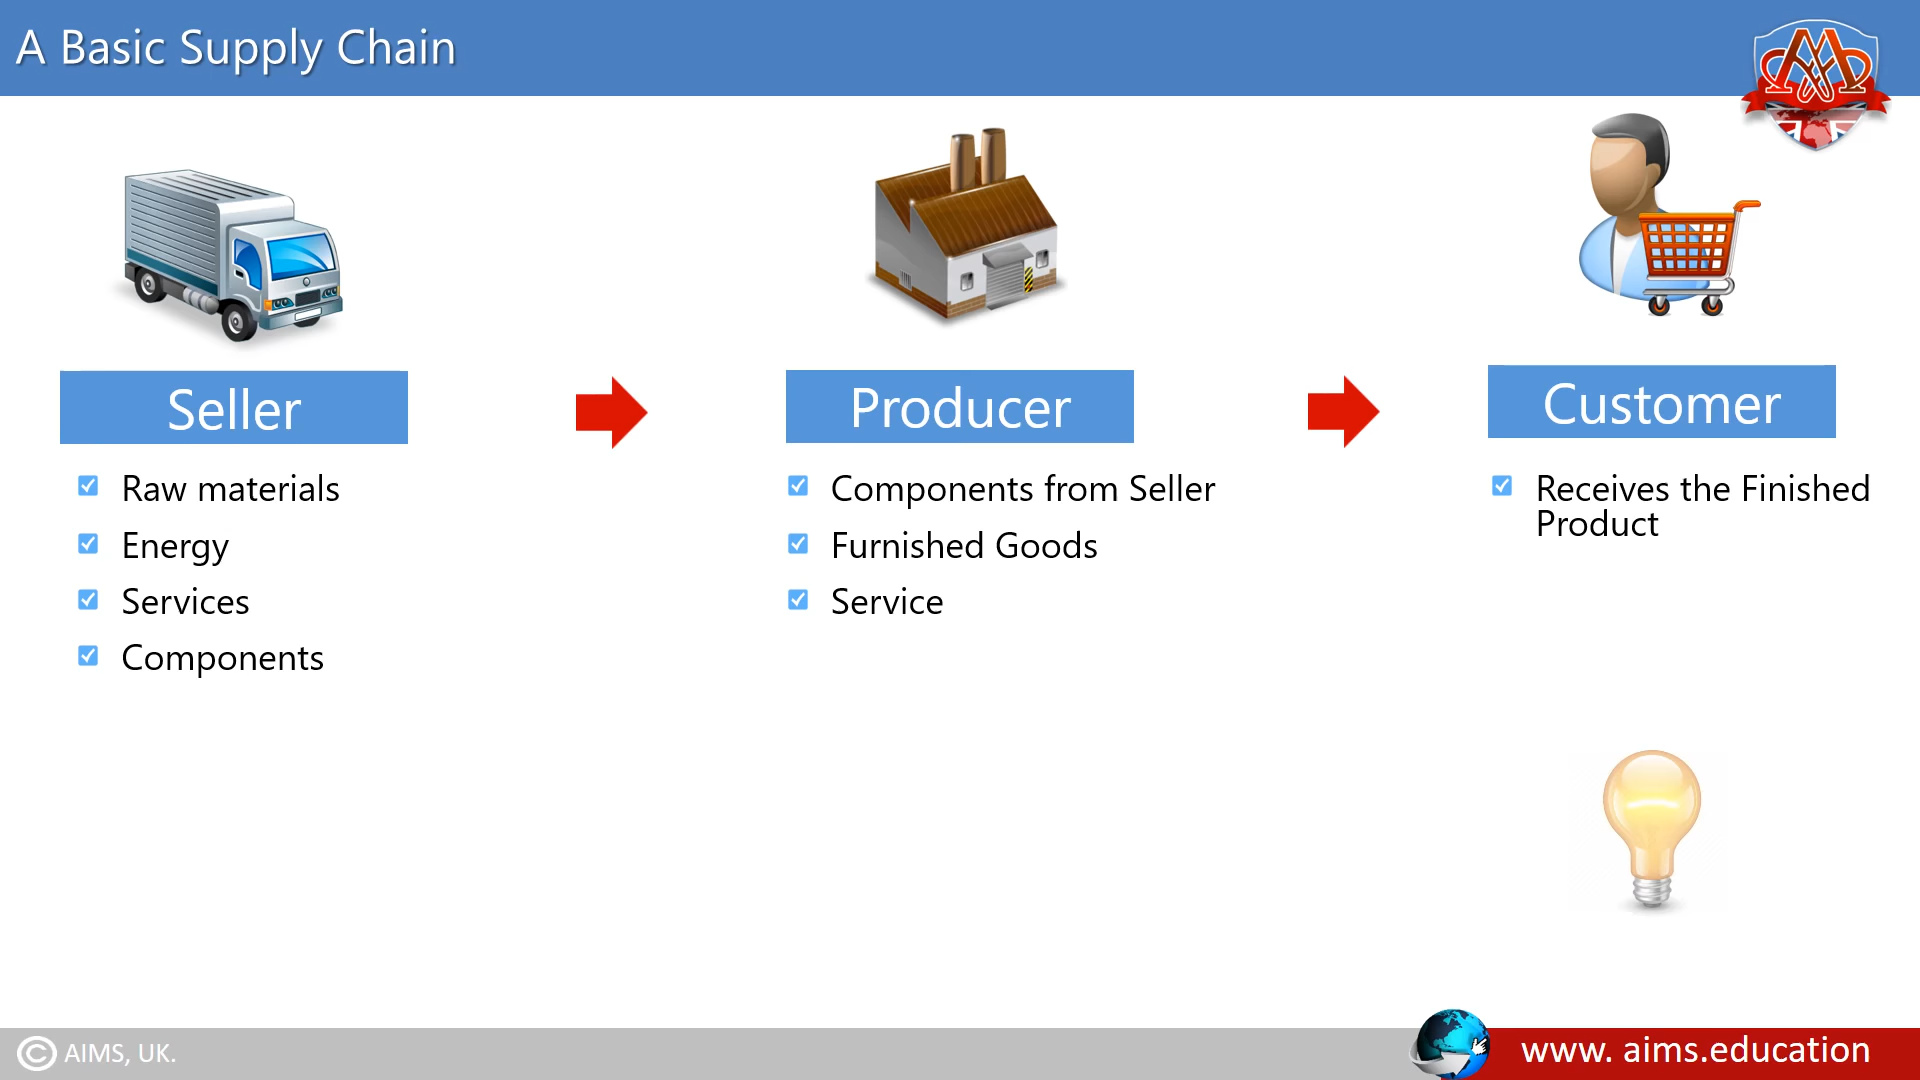 A Basic Supply Chain
Seller
Raw materials
Energy
Services
Components
Producer
Components from Seller
Furnished Goods
Service
Customer
Receives the Finished
Product
© AIMS, UK.
www. aims.education